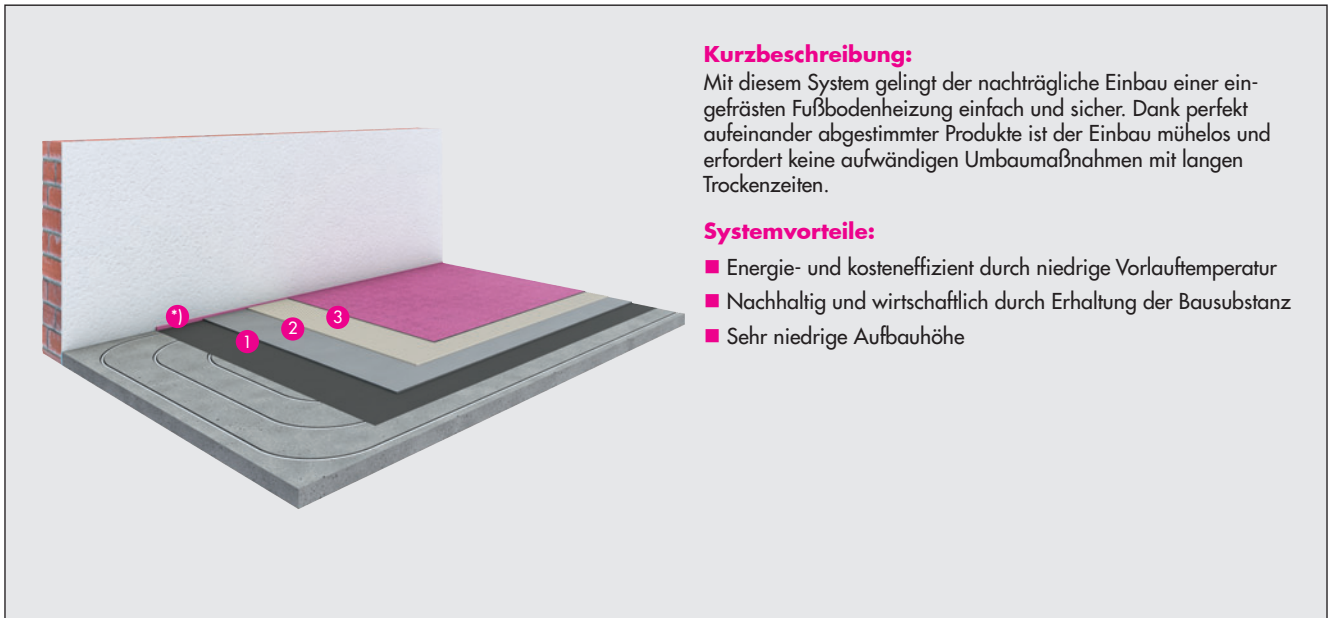 Kurzbeschreibung:
Mit diesem System gelingt der nachträgliche Einbau einer ein-
gefrästen Fußbodenheizung einfach und sicher. Dank perfekt
aufeinander abgestimmter Produkte ist der Einbau mühelos und
erfordert keine aufwändigen Umbaumaßnahmen mit langen
Trockenzeiten.
Systemvorteile:
■ Energie- und kosteneffizient durch niedrige Vorlauftemperatur
■ Nachhaltig und wirtschaftlich durch Erhaltung der Bausubstanz
■ Sehr niedrige Aufbauhöhe
*)
1
2
3